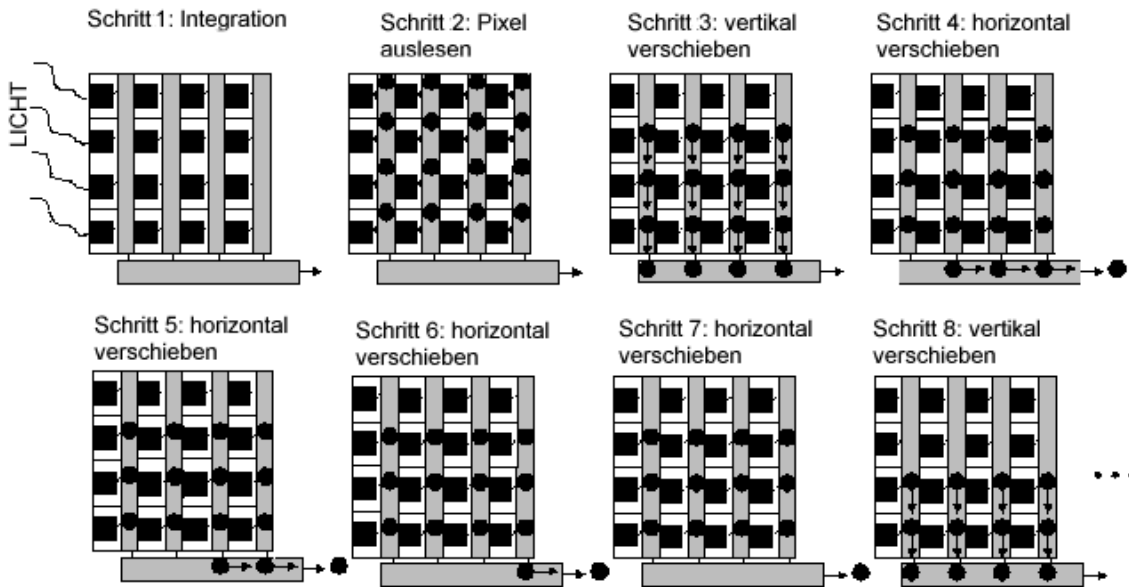 Schritt 1: Integration
Schritt 2: Pixel
auslesen
Schritt 3: vertikal
verschieben
Schritt 4: horizontal
verschieben
LICHT
Schritt 5: horizontal
verschieben
Schritt 6: horizontal
verschieben
Schritt 7: horizontal
verschieben
Schritt 8: vertikal
verschieben